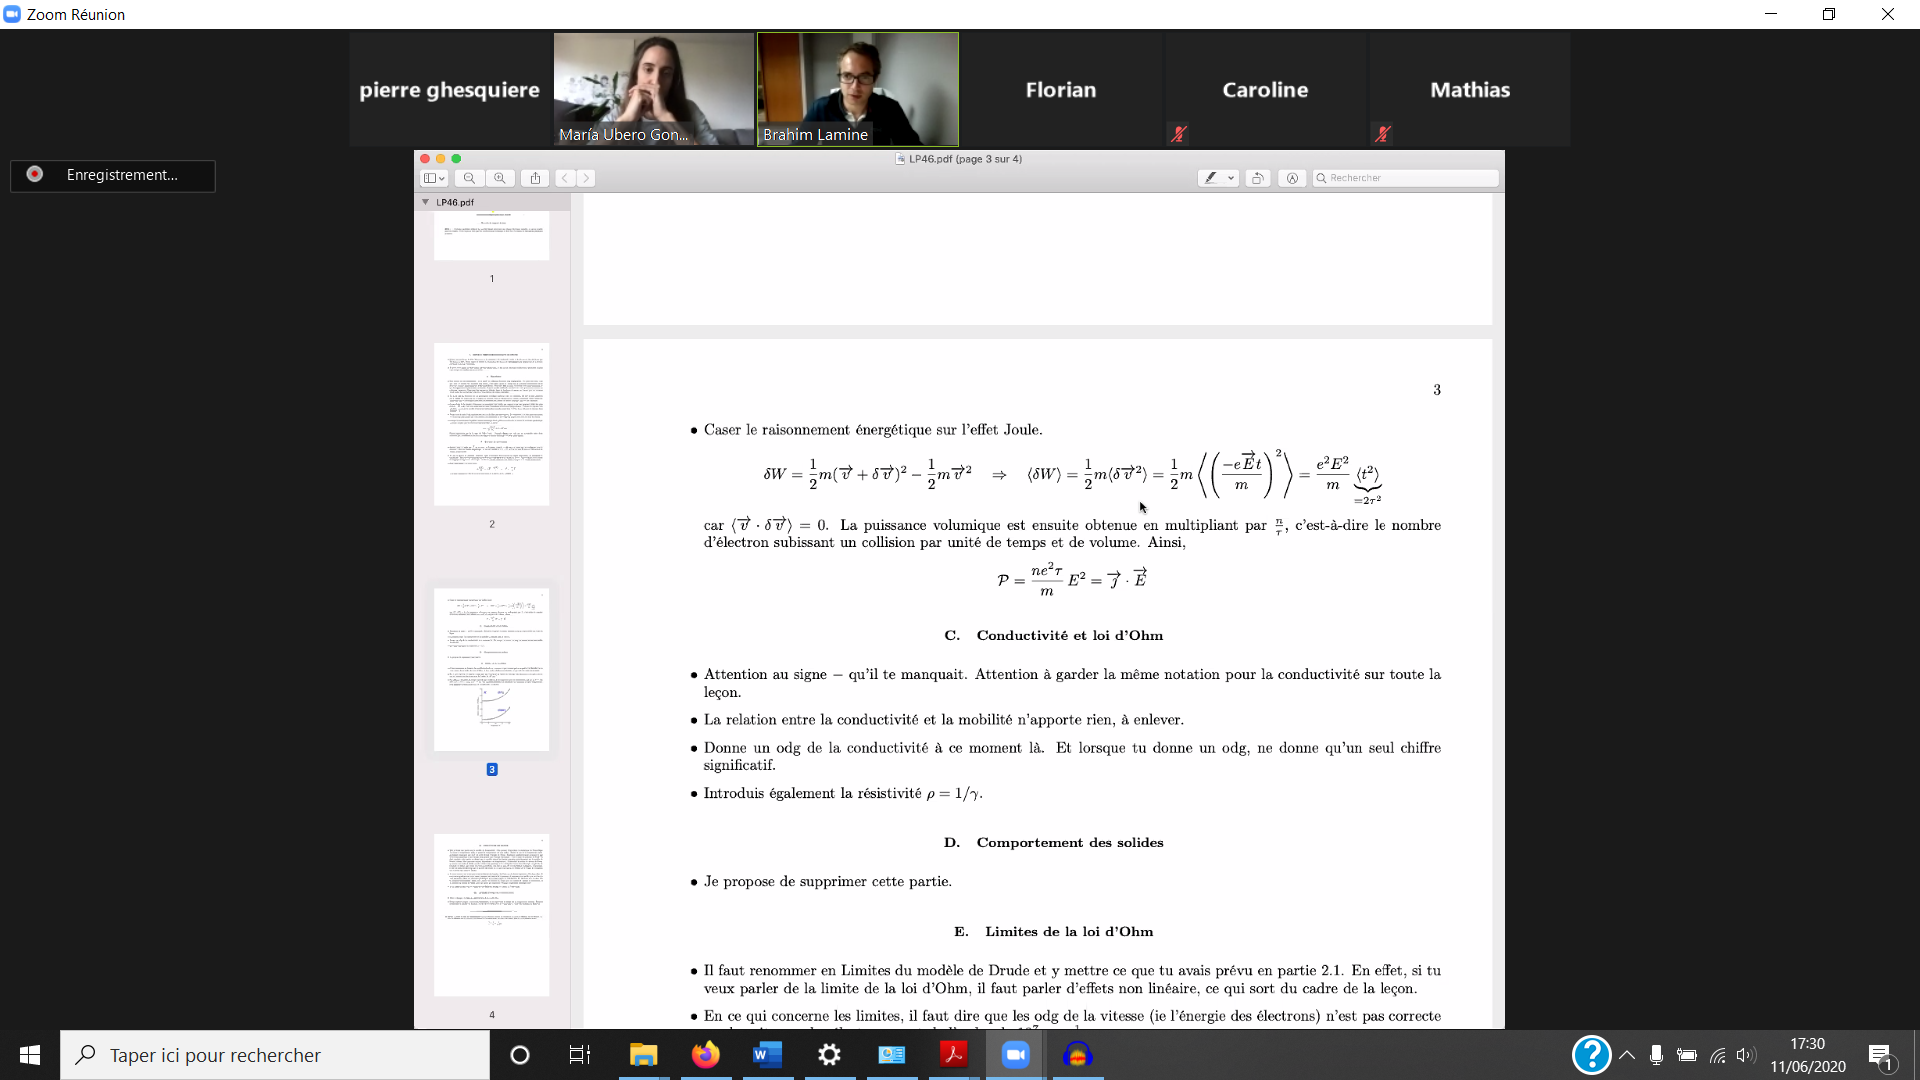 Zoom Réunion
pierre ghesquiere
María Ubero Gon...
Brahim Lamine
Florian
Caroline
Mathias
Enregistrement...
LP46.pdf (page 3 sur 4)
Rechercher
LP46.pdf
1
2
3
4
3
• Caser le raisonnement énergétique sur l'effet Joule.
δW = 1/2 m(v⃗ + δv⃗)² − 1/2 m v⃗² ⇒ ⟨δW⟩ = 1/2 m⟨δv⃗²⟩ = 1/2 m ⟨(−eE⃗t/m)²⟩ = e²E²/m ⟨t²⟩ =2τ²
car ⟨v⃗ · δv⃗⟩ = 0. La puissance volumique est ensuite obtenue en multipliant par n/τ, c'est-à-dire le nombre
d'électron subissant un collision par unité de temps et de volume. Ainsi,
𝒫 = ne²τ/m E² = j⃗ · E⃗
C. Conductivité et loi d'Ohm
• Attention au signe − qu'il te manquait. Attention à garder la même notation pour la conductivité sur toute la
leçon.
• La relation entre la conductivité et la mobilité n'apporte rien, à enlever.
• Donne un odg de la conductivité à ce moment là. Et lorsque tu donne un odg, ne donne qu'un seul chiffre
significatif.
• Introduis également la résistivité ρ = 1/γ.
D. Comportement des solides
• Je propose de supprimer cette partie.
E. Limites de la loi d'Ohm
• Il faut renommer en Limites du modèle de Drude et y mettre ce que tu avais prévu en partie 2.1. En effet, si tu
veux parler de la limite de la loi d'Ohm, il faut parler d'effets non linéaire, ce qui sort du cadre de la leçon.
• En ce qui concerne les limites, il faut dire que les odg de la vitesse (ie l'énergie des électrons) n'est pas correcte
Taper ici pour rechercher
17:30
11/06/2020
1